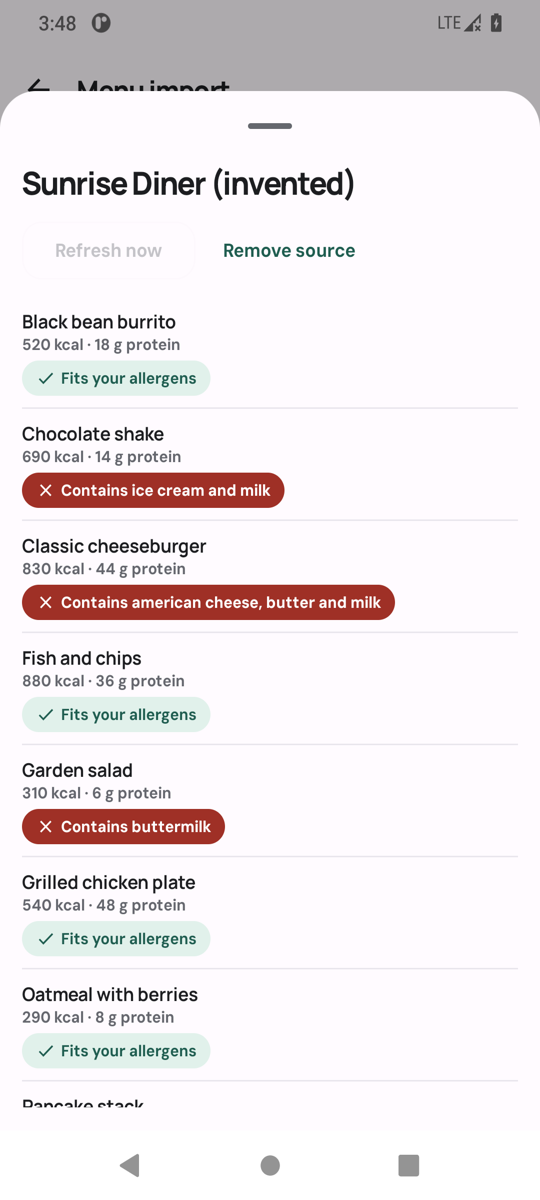 3:48
LTE
Menu import
Sunrise Diner (invented)
Refresh now
Remove source
Black bean burrito
520 kcal · 18 g protein
Fits your allergens
Chocolate shake
690 kcal · 14 g protein
Contains ice cream and milk
Classic cheeseburger
830 kcal · 44 g protein
Contains american cheese, butter and milk
Fish and chips
880 kcal · 36 g protein
Fits your allergens
Garden salad
310 kcal · 6 g protein
Contains buttermilk
Grilled chicken plate
540 kcal · 48 g protein
Fits your allergens
Oatmeal with berries
290 kcal · 8 g protein
Fits your allergens
Pancake stack